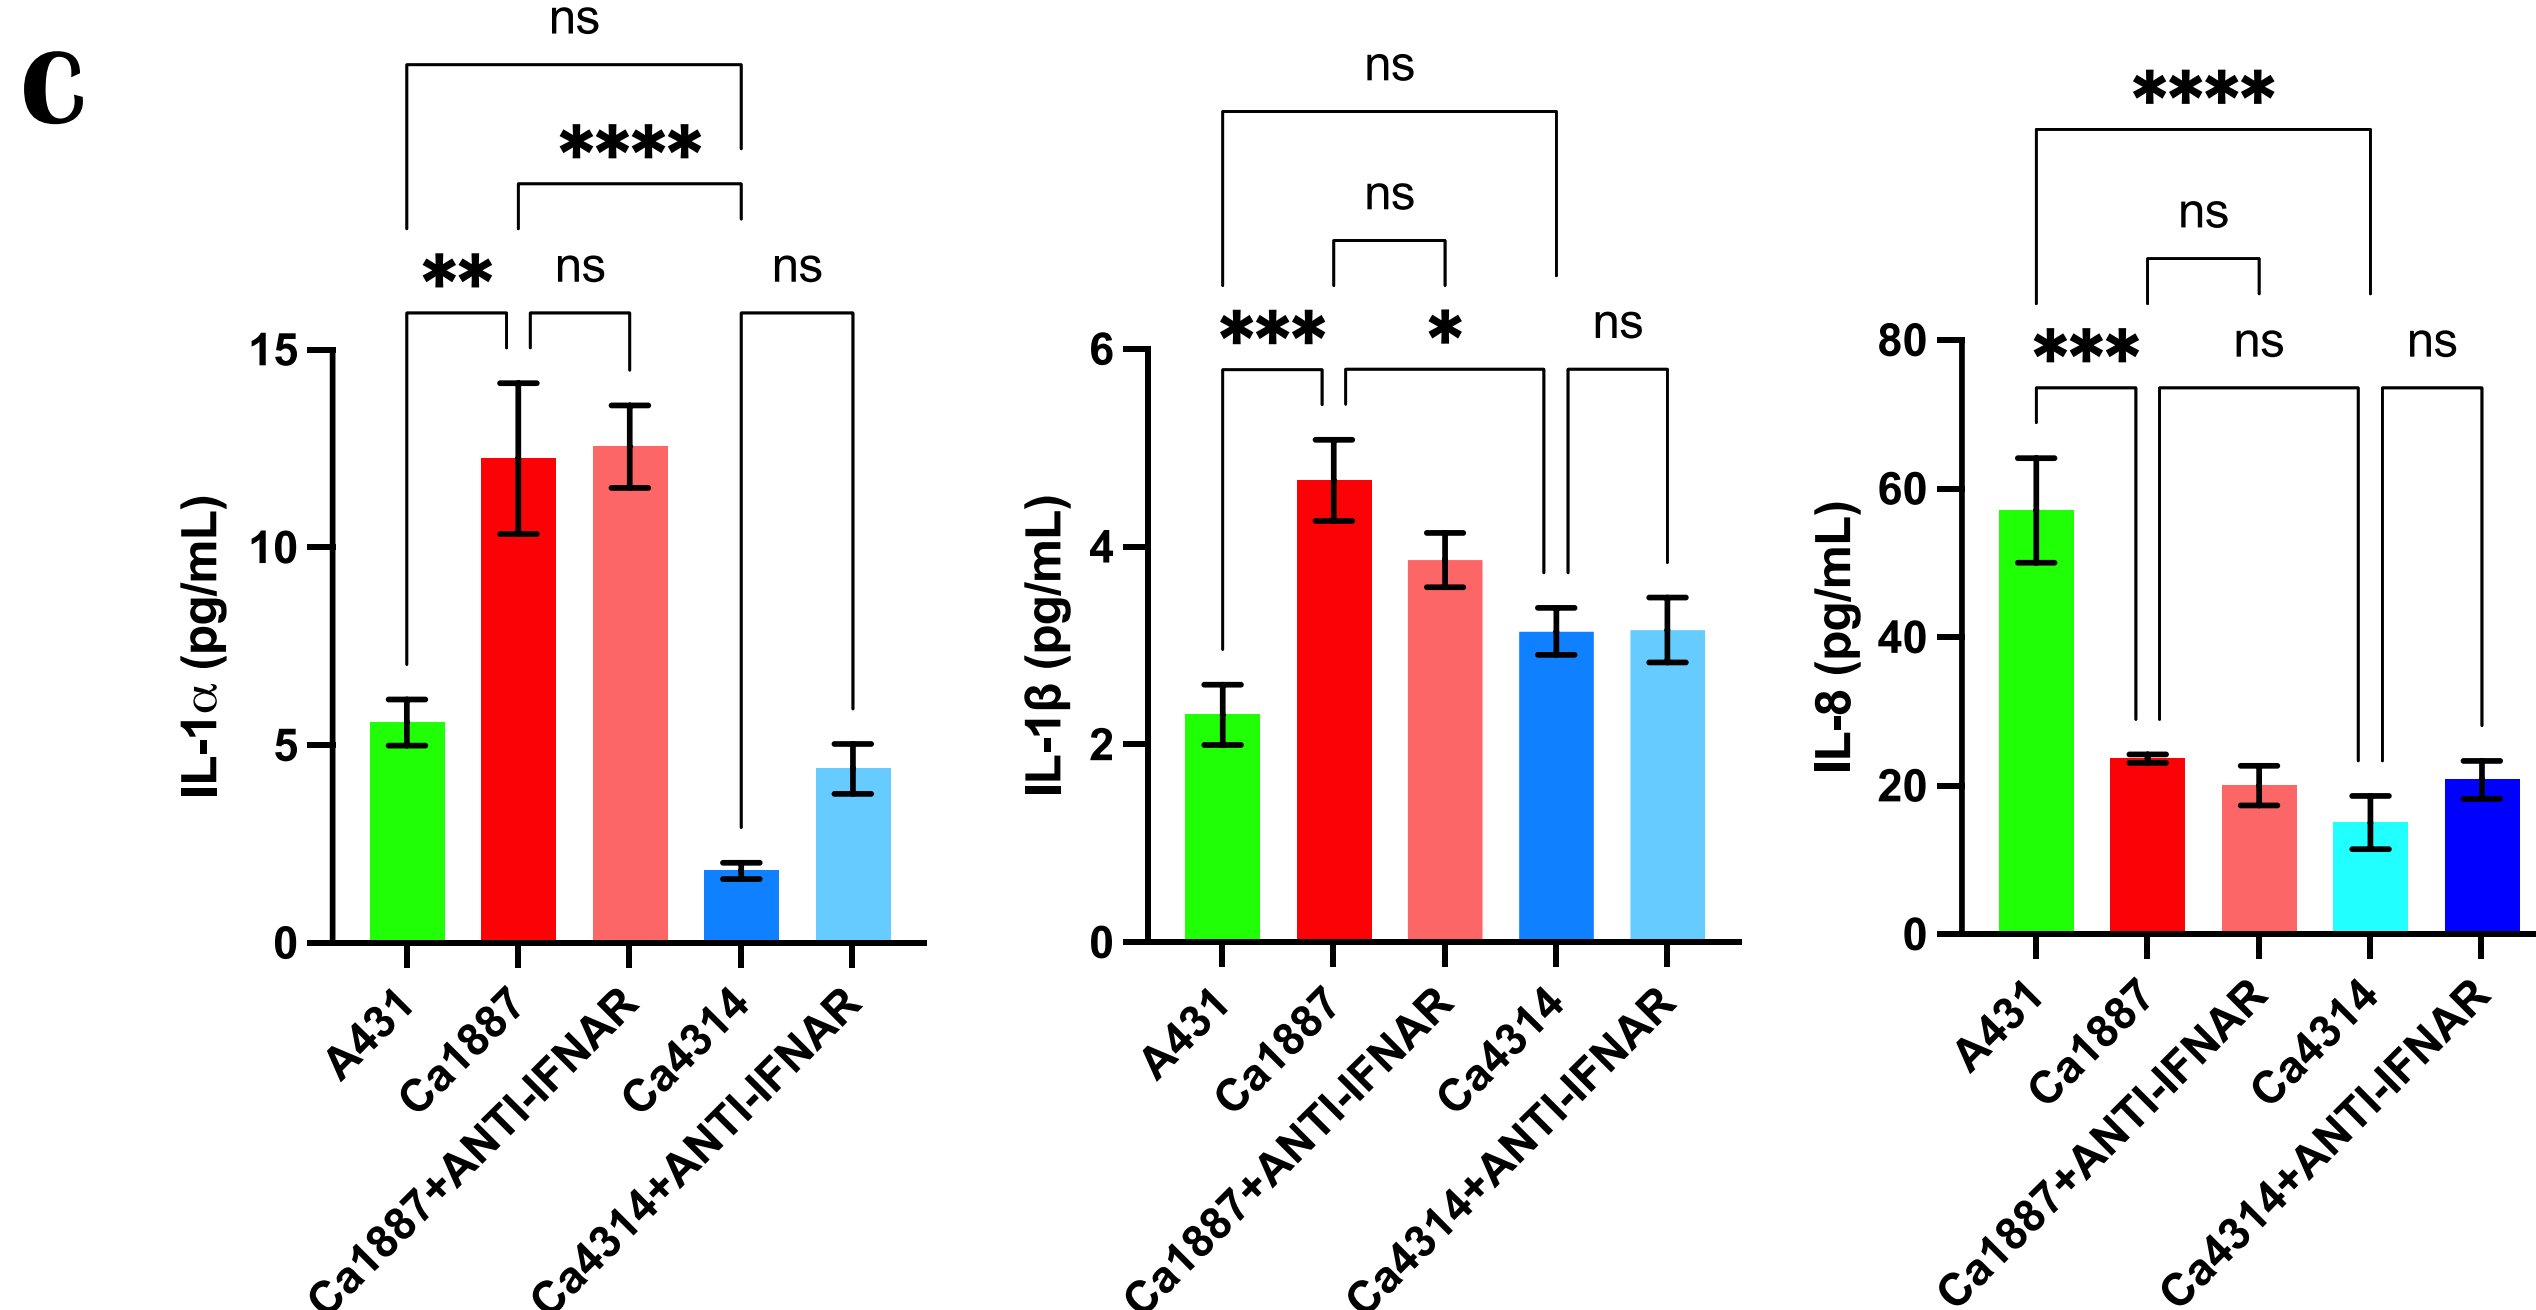 c
ns
****
** ns ns
15
10
5
0
IL-1α (pg/mL)
A431
Ca1887
Ca1887+ANTI-IFNAR
Ca4314
Ca4314+ANTI-IFNAR
ns
ns
*** * ns
6
4
2
0
IL-1β (pg/mL)
A431
Ca1887
Ca1887+ANTI-IFNAR
Ca4314
Ca4314+ANTI-IFNAR
****
ns
*** ns ns
80
60
40
20
0
IL-8 (pg/mL)
A431
Ca1887
Ca1887+ANTI-IFNAR
Ca4314
Ca4314+ANTI-IFNAR